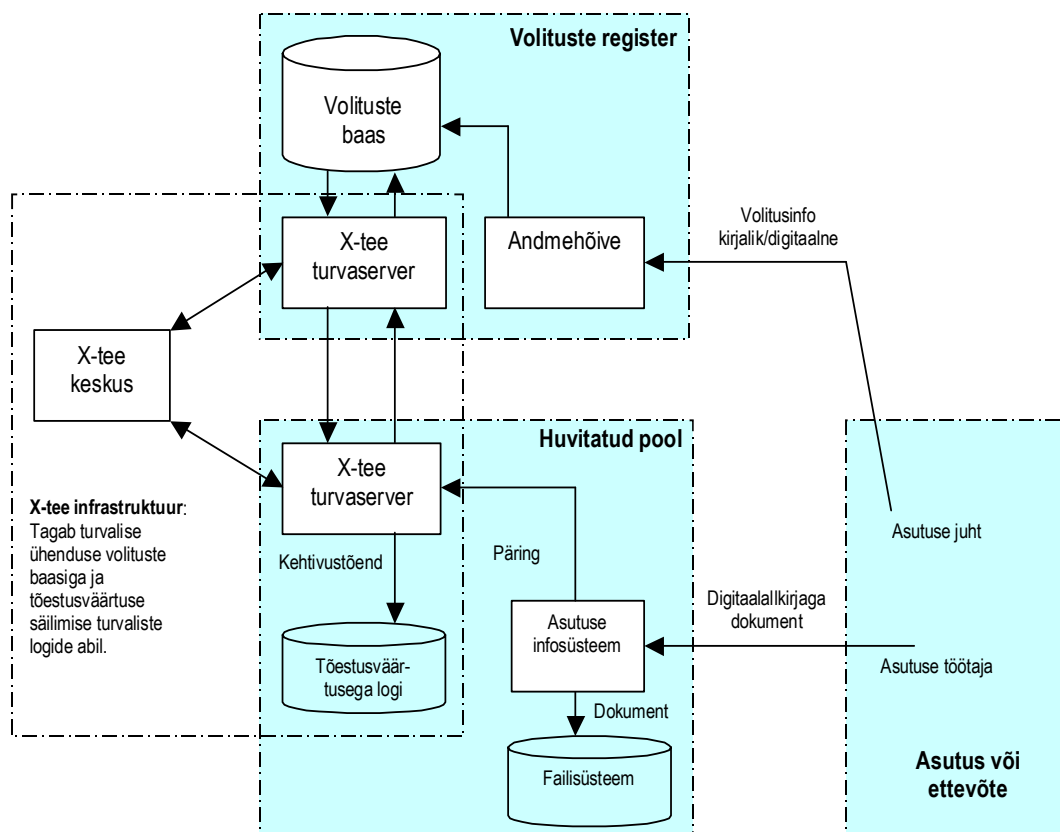 Volituste register
Volituste
baas
X-tee
turvaserver
Andmehõive
Volitusinfo
kirjalik/digitaalne
X-tee
keskus
Huvitatud pool
X-tee
turvaserver
X-tee infrastruktuur:
Tagab turvalise
ühenduse volituste
baasiga ja
tõestusväärtuse
säilimise turvaliste
logide abil.
Kehtivustõend
Päring
Asutuse juht
Digitaalallkirjaga
dokument
Asutuse
infosüsteem
Asutuse töötaja
Tõestusväär-
tusega logi
Dokument
Failisüsteem
Asutus või
ettevõte